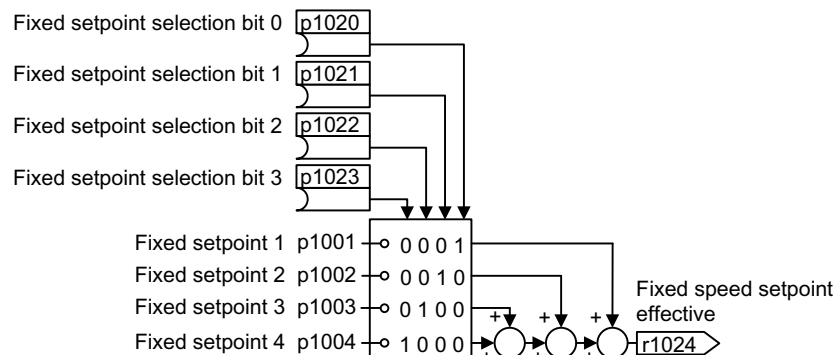 Fixed setpoint selection bit 0 p1020
Fixed setpoint selection bit 1 p1021
Fixed setpoint selection bit 2 p1022
Fixed setpoint selection bit 3 p1023
Fixed setpoint 1 p1001 0 0 0 1
Fixed setpoint 2 p1002 0 0 1 0
Fixed setpoint 3 p1003 0 1 0 0
Fixed setpoint 4 p1004 1 0 0 0
+ + +
+ + +
Fixed speed setpoint
effective
r1024